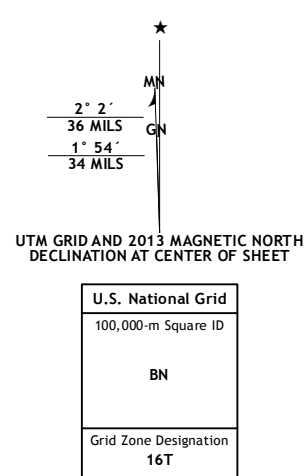 MN
2° 2´
36 MILS
GN
1° 54´
34 MILS
UTM GRID AND 2013 MAGNETIC NORTH
DECLINATION AT CENTER OF SHEET
U.S. National Grid
100,000-m Square ID
BN
Grid Zone Designation
16T